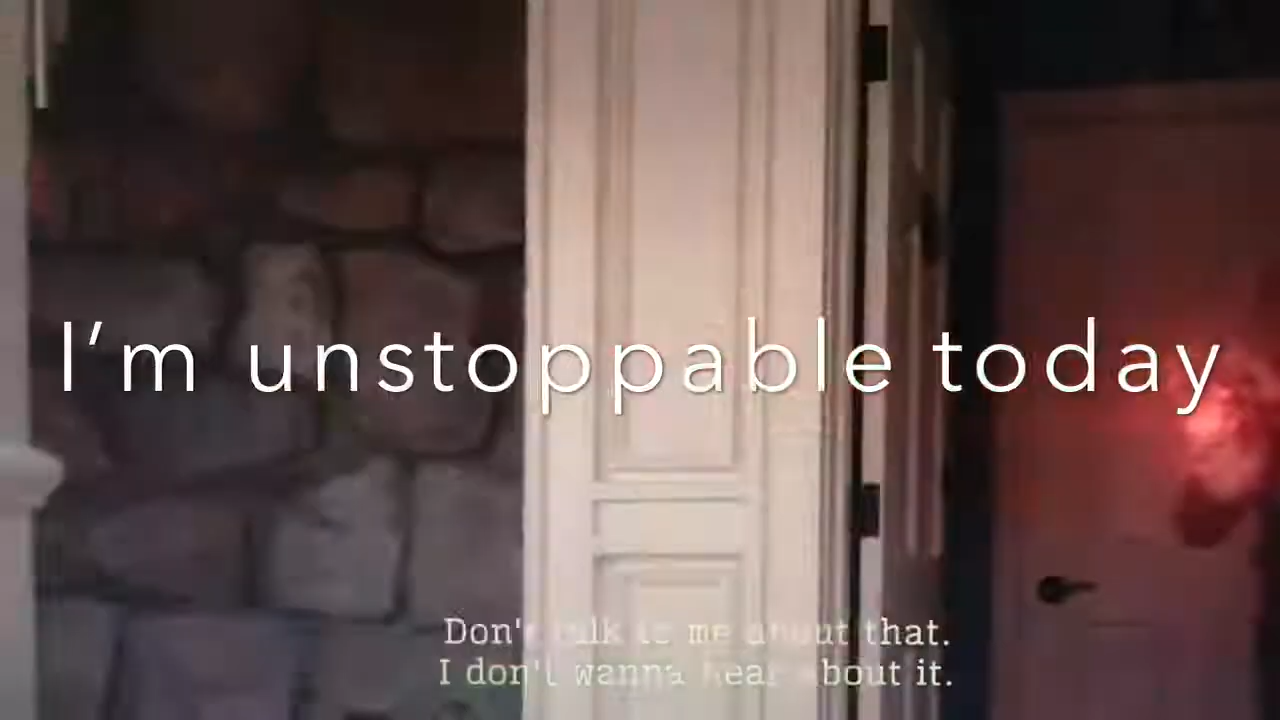 I’m unstoppable today
Don't talk to me about that.
I don't wanna hear about it.